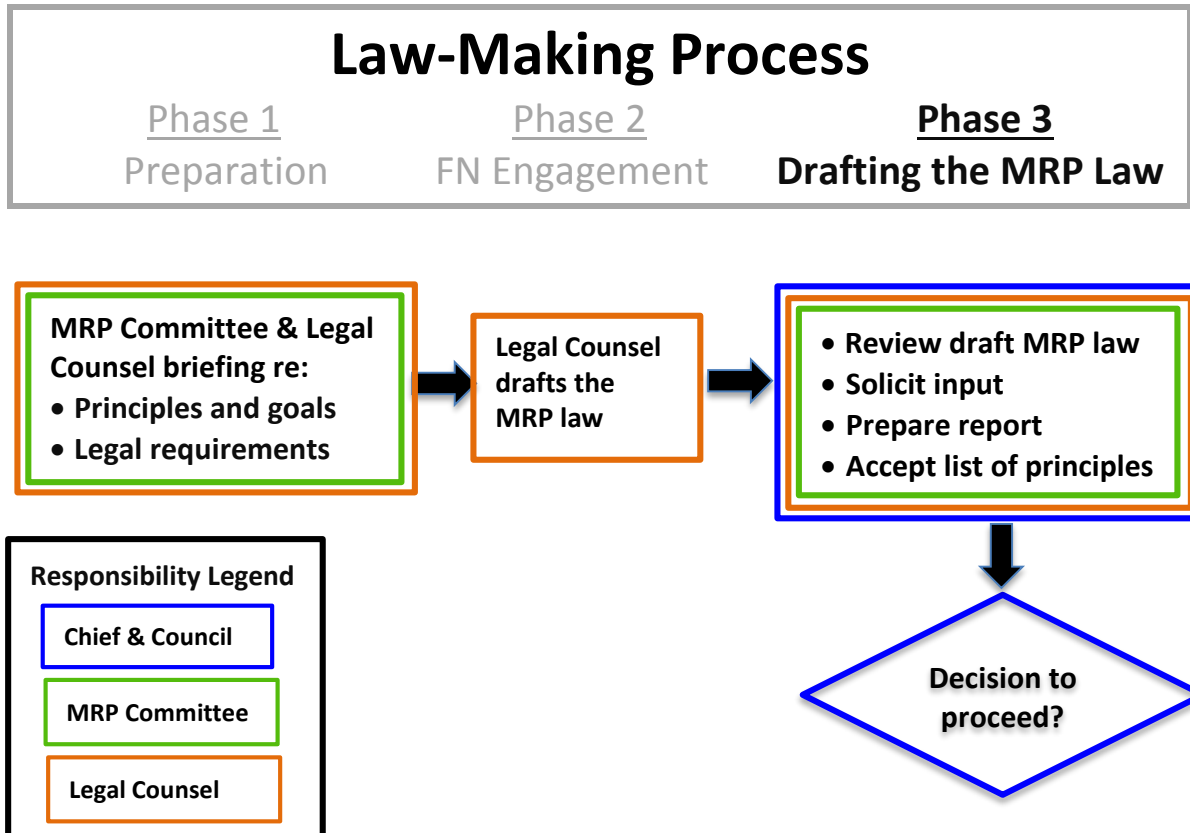 Law-Making Process
Phase 1
Preparation
Phase 2
FN Engagement
Phase 3
Drafting the MRP Law
MRP Committee & Legal
Counsel briefing re:
• Principles and goals
• Legal requirements
Legal Counsel
drafts the
MRP law
• Review draft MRP law
• Solicit input
• Prepare report
• Accept list of principles
Decision to
proceed?
Responsibility Legend
Chief & Council
MRP Committee
Legal Counsel